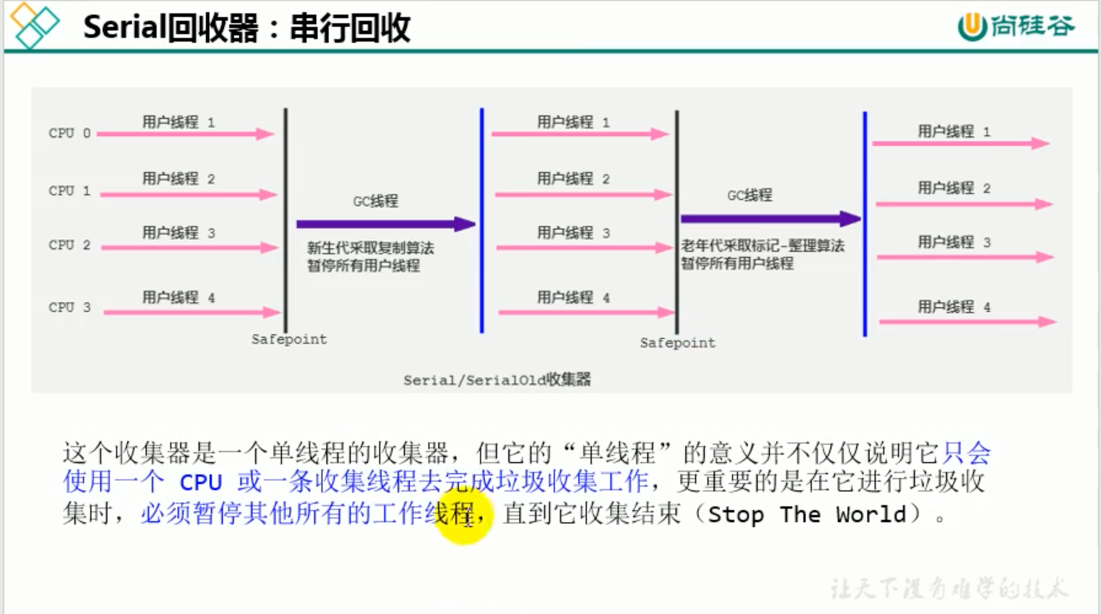 Serial回收器：串行回收
尚硅谷
CPU 0
用户线程 1
用户线程 1
用户线程 1
CPU 1
用户线程 2
用户线程 2
用户线程 2
GC线程
GC线程
CPU 2
用户线程 3
用户线程 3
用户线程 3
新生代采取复制算法
暂停所有用户线程
老年代采取标记-整理算法
暂停所有用户线程
CPU 3
用户线程 4
用户线程 4
用户线程 4
Safepoint
Safepoint
Serial/SerialOld收集器
这个收集器是一个单线程的收集器，但它的“单线程”的意义并不仅仅说明它只会
使用一个 CPU 或一条收集线程去完成垃圾收集工作，更重要的是在它进行垃圾收
集时，必须暂停其他所有的工作线程，直到它收集结束（Stop The World）。
让天下没有难学的技术